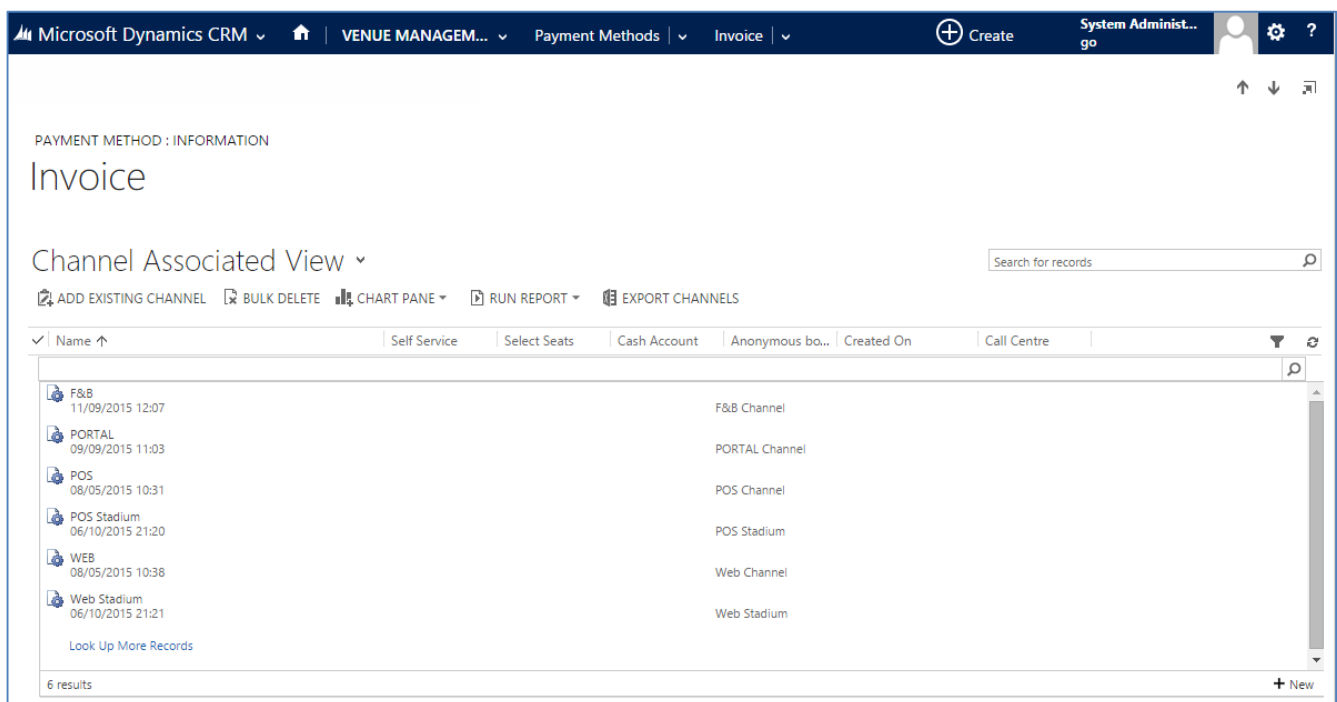 Microsoft Dynamics CRM VENUE MANAGEM... Payment Methods Invoice Create System Administ...
go
?
PAYMENT METHOD : INFORMATION
Invoice
Channel Associated View
Search for records
ADD EXISTING CHANNEL BULK DELETE CHART PANE RUN REPORT EXPORT CHANNELS
Name Self Service Select Seats Cash Account Anonymous bo... Created On Call Centre
F&B
11/09/2015 12:07 F&B Channel
PORTAL
09/09/2015 11:03 PORTAL Channel
POS
08/05/2015 10:31 POS Channel
POS Stadium
06/10/2015 21:20 POS Stadium
WEB
08/05/2015 10:38 Web Channel
Web Stadium
06/10/2015 21:21 Web Stadium
Look Up More Records
6 results + New